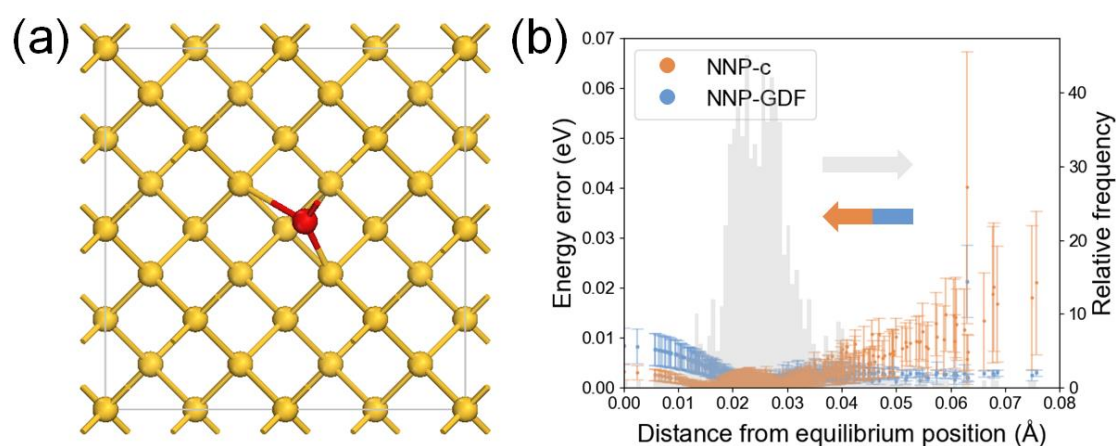 (a)
(b)
NNP-c
NNP-GDF
Energy error (eV)
0.07
0.06
0.05
0.04
0.03
0.02
0.01
0.00
Relative frequency
40
30
20
10
0
0.00 0.01 0.02 0.03 0.04 0.05 0.06 0.07 0.08
Distance from equilibrium position (Å)